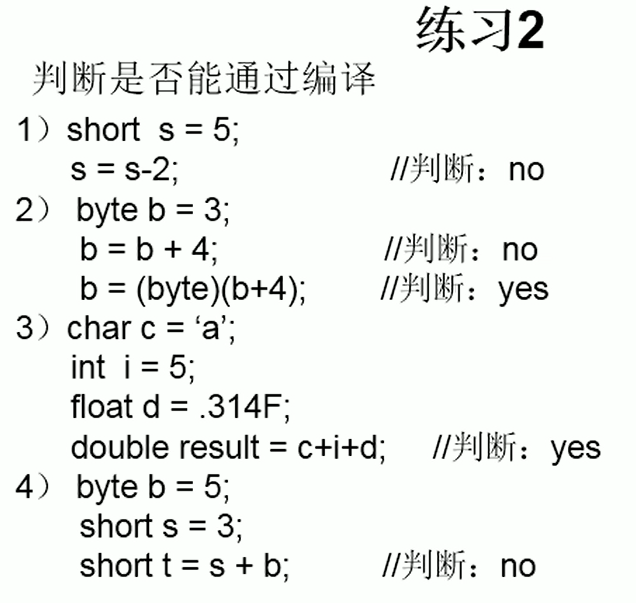 练习2
判断是否能通过编译
1）short  s = 5;
s = s-2;  //判断：no
2） byte b = 3;
b = b + 4;  //判断：no
b = (byte)(b+4);  //判断：yes
3）char c = ‘a’;
int  i = 5;
float d = .314F;
double result = c+i+d;  //判断：yes
4） byte b = 5;
short s = 3;
short t = s + b;  //判断：no